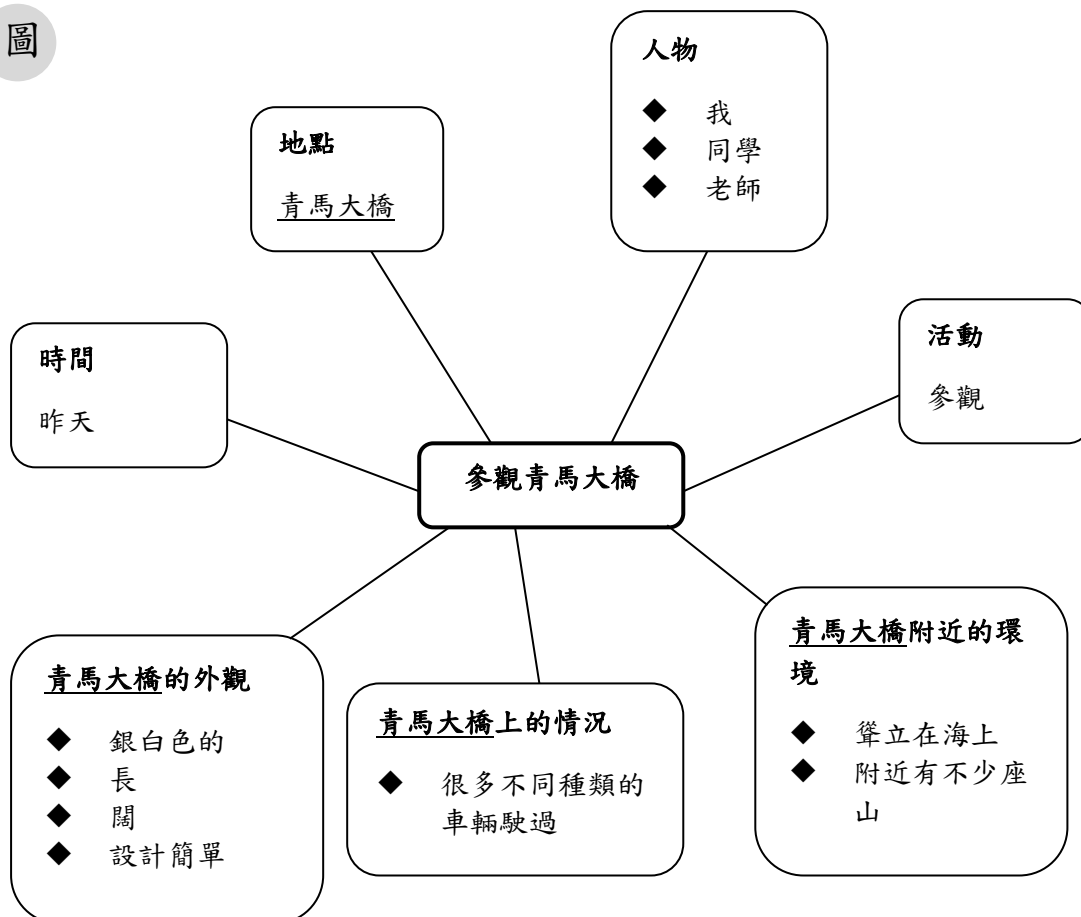 圖
人物
◆ 我
◆ 同學
◆ 老師
地點
青馬大橋
活動
參觀
時間
昨天
參觀青馬大橋
青馬大橋附近的環
境
◆ 聳立在海上
◆ 附近有不少座
山
青馬大橋的外觀
◆ 銀白色的
◆ 長
◆ 闊
◆ 設計簡單
青馬大橋上的情況
◆ 很多不同種類的
車輛駛過